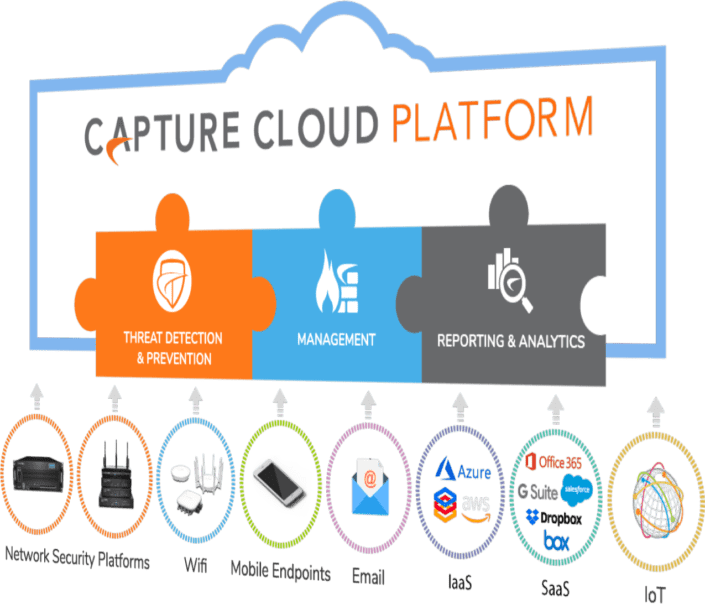 CAPTURE CLOUD PLATFORM
THREAT DETECTION
& PREVENTION
MANAGEMENT
REPORTING & ANALYTICS
Azure
aws
Office 365
G Suite
salesforce
Dropbox
box
Network Security Platforms
Wifi
Mobile Endpoints
Email
IaaS
SaaS
IoT